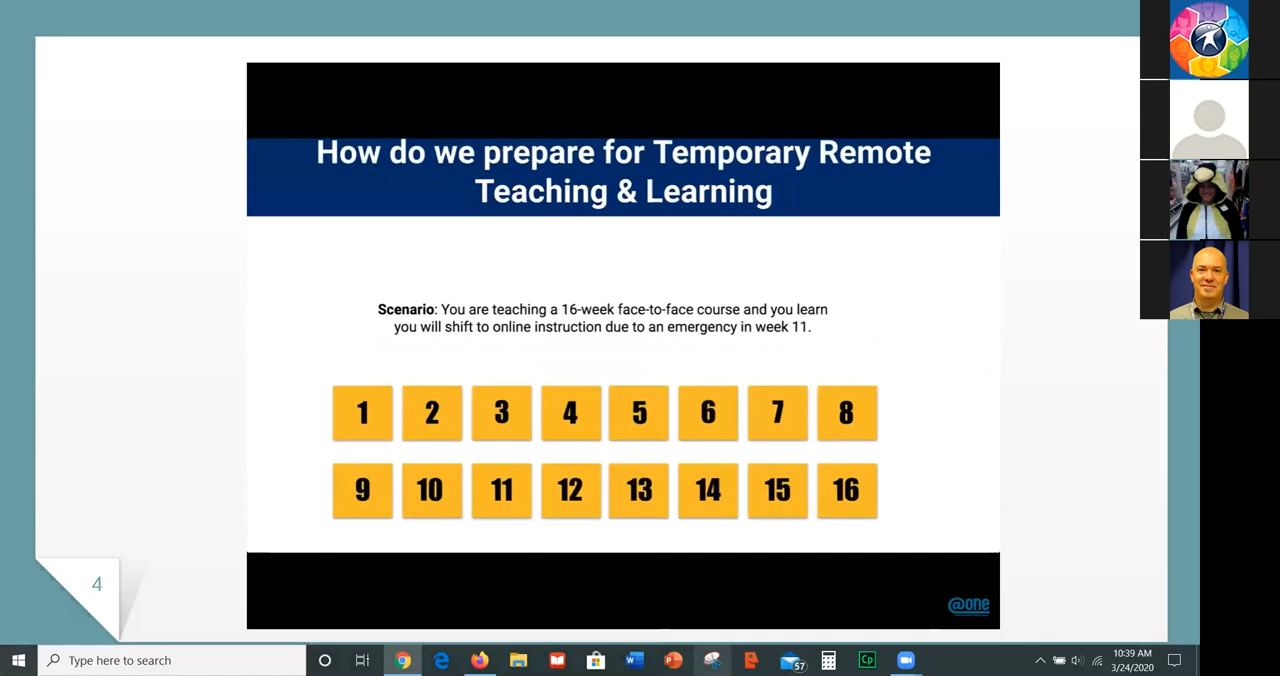 How do we prepare for Temporary Remote
Teaching & Learning
Scenario: You are teaching a 16-week face-to-face course and you learn
you will shift to online instruction due to an emergency in week 11.
1 2 3 4 5 6 7 8
9 10 11 12 13 14 15 16
4
@one
Type here to search
57
Cp
10:39 AM
3/24/2020